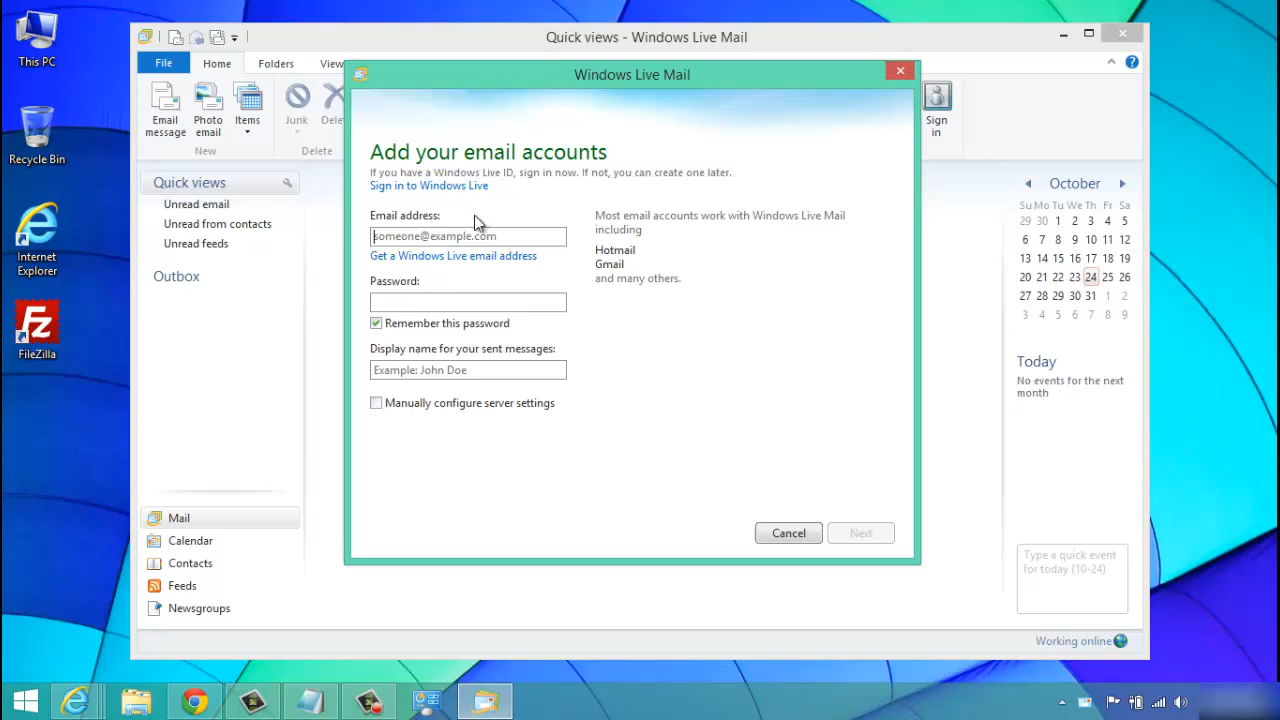 This PC
Recycle Bin
Internet
Explorer
FileZilla
Quick views - Windows Live Mail
File
Home
Folders
View
Email
message
Photo
email
Items
Junk
Dele
New
Delete
Sign
in
Quick views
Unread email
Unread from contacts
Unread feeds
Outbox
Mail
Calendar
Contacts
Feeds
Newsgroups
Windows Live Mail
Add your email accounts
If you have a Windows Live ID, sign in now. If not, you can create one later.
Sign in to Windows Live
Email address:
someone@example.com
Get a Windows Live email address
Password:
Remember this password
Display name for your sent messages:
Example: John Doe
Manually configure server settings
Most email accounts work with Windows Live Mail
including
Hotmail
Gmail
and many others.
Cancel
Next
October
Su Mo Tu We Th Fr Sa
29 30 1 2 3 4 5
6 7 8 9 10 11 12
13 14 15 16 17 18 19
20 21 22 23 24 25 26
27 28 29 30 31 1 2
3 4 5 6 7 8 9
Today
No events for the next
month
Type a quick event
for today (10-24)
Working online